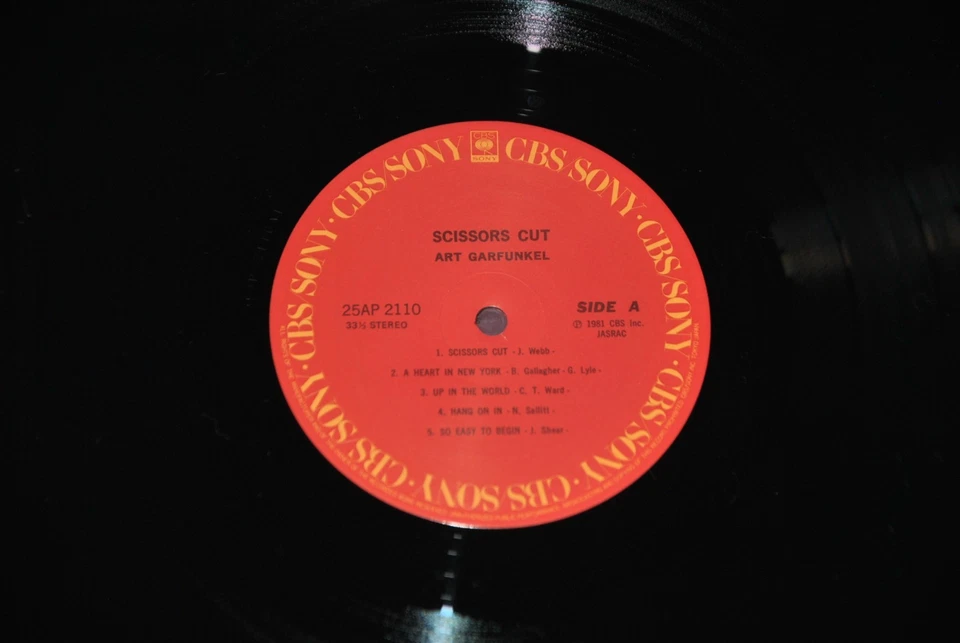 CBS
SONY
CBS/SONY · CBS/SONY · CBS/SONY · CBS/SONY · CBS/SONY · CBS/SONY · CBS/SONY · CBS/SONY
SCISSORS CUT
ART GARFUNKEL
25AP 2110
33⅓ STEREO
SIDE A
Ⓟ 1981 CBS Inc.
JASRAC
1. SCISSORS CUT - J. Webb -
2. A HEART IN NEW YORK - B. Gallagher - G. Lyle -
3. UP IN THE WORLD - C. T. Ward -
4. HANG ON IN - N. Sallitt -
5. SO EASY TO BEGIN - J. Sheer -